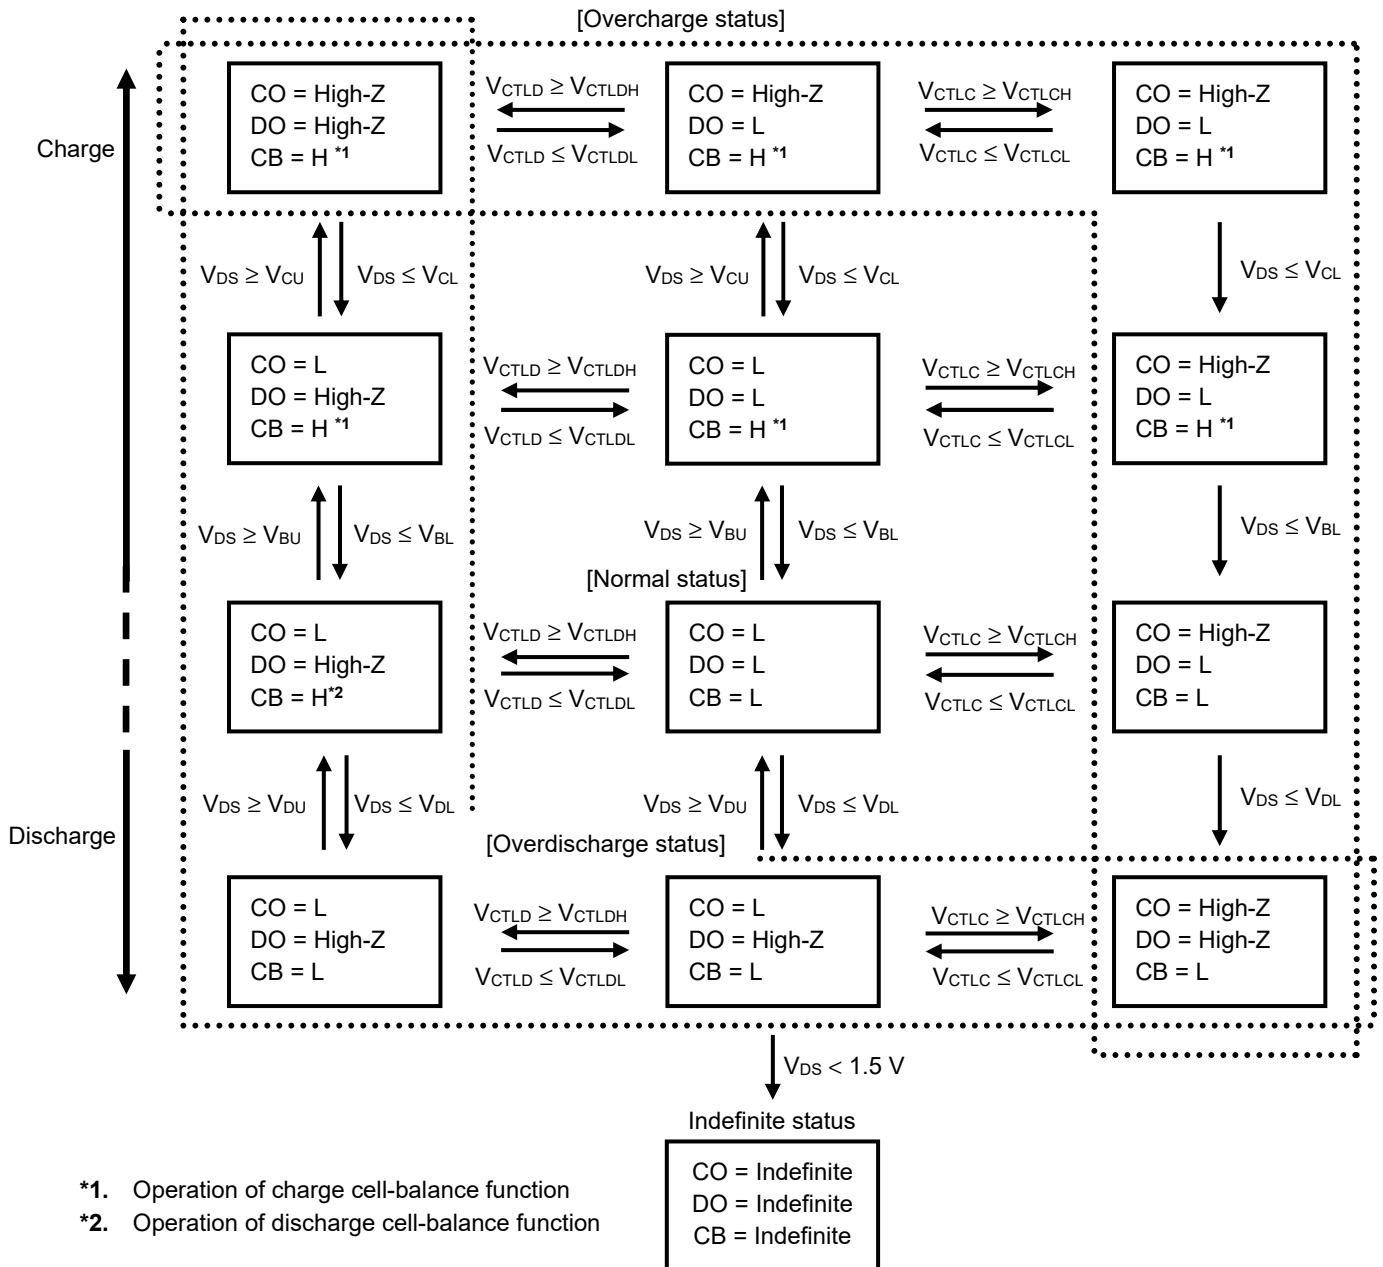 [Overcharge status]
Charge
CO = High-Z
DO = High-Z
CB = H *1
VCTLD ≥ VCTLDH
VCTLD ≤ VCTLDL
CO = High-Z
DO = L
CB = H *1
VCTLC ≥ VCTLCH
VCTLC ≤ VCTLCL
CO = High-Z
DO = L
CB = H *1
VDS ≥ VCU
VDS ≤ VCL
VDS ≥ VCU
VDS ≤ VCL
VDS ≤ VCL
CO = L
DO = High-Z
CB = H *1
VCTLD ≥ VCTLDH
VCTLD ≤ VCTLDL
CO = L
DO = L
CB = H *1
VCTLC ≥ VCTLCH
VCTLC ≤ VCTLCL
CO = High-Z
DO = L
CB = H *1
VDS ≥ VBU
VDS ≤ VBL
VDS ≥ VBU
VDS ≤ VBL
VDS ≤ VBL
[Normal status]
CO = L
DO = High-Z
CB = H*2
VCTLD ≥ VCTLDH
VCTLD ≤ VCTLDL
CO = L
DO = L
CB = L
VCTLC ≥ VCTLCH
VCTLC ≤ VCTLCL
CO = High-Z
DO = L
CB = L
VDS ≥ VDU
VDS ≤ VDL
VDS ≥ VDU
VDS ≤ VDL
VDS ≤ VDL
Discharge
[Overdischarge status]
CO = L
DO = High-Z
CB = L
VCTLD ≥ VCTLDH
VCTLD ≤ VCTLDL
CO = L
DO = High-Z
CB = L
VCTLC ≥ VCTLCH
VCTLC ≤ VCTLCL
CO = High-Z
DO = High-Z
CB = L
VDS < 1.5 V
Indefinite status
CO = Indefinite
DO = Indefinite
CB = Indefinite
*1. Operation of charge cell-balance function
*2. Operation of discharge cell-balance function